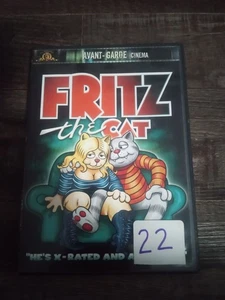 AVANT-GARDE CINEMA
FRITZ
the CAT
22
"HE'S X-RATED AND A